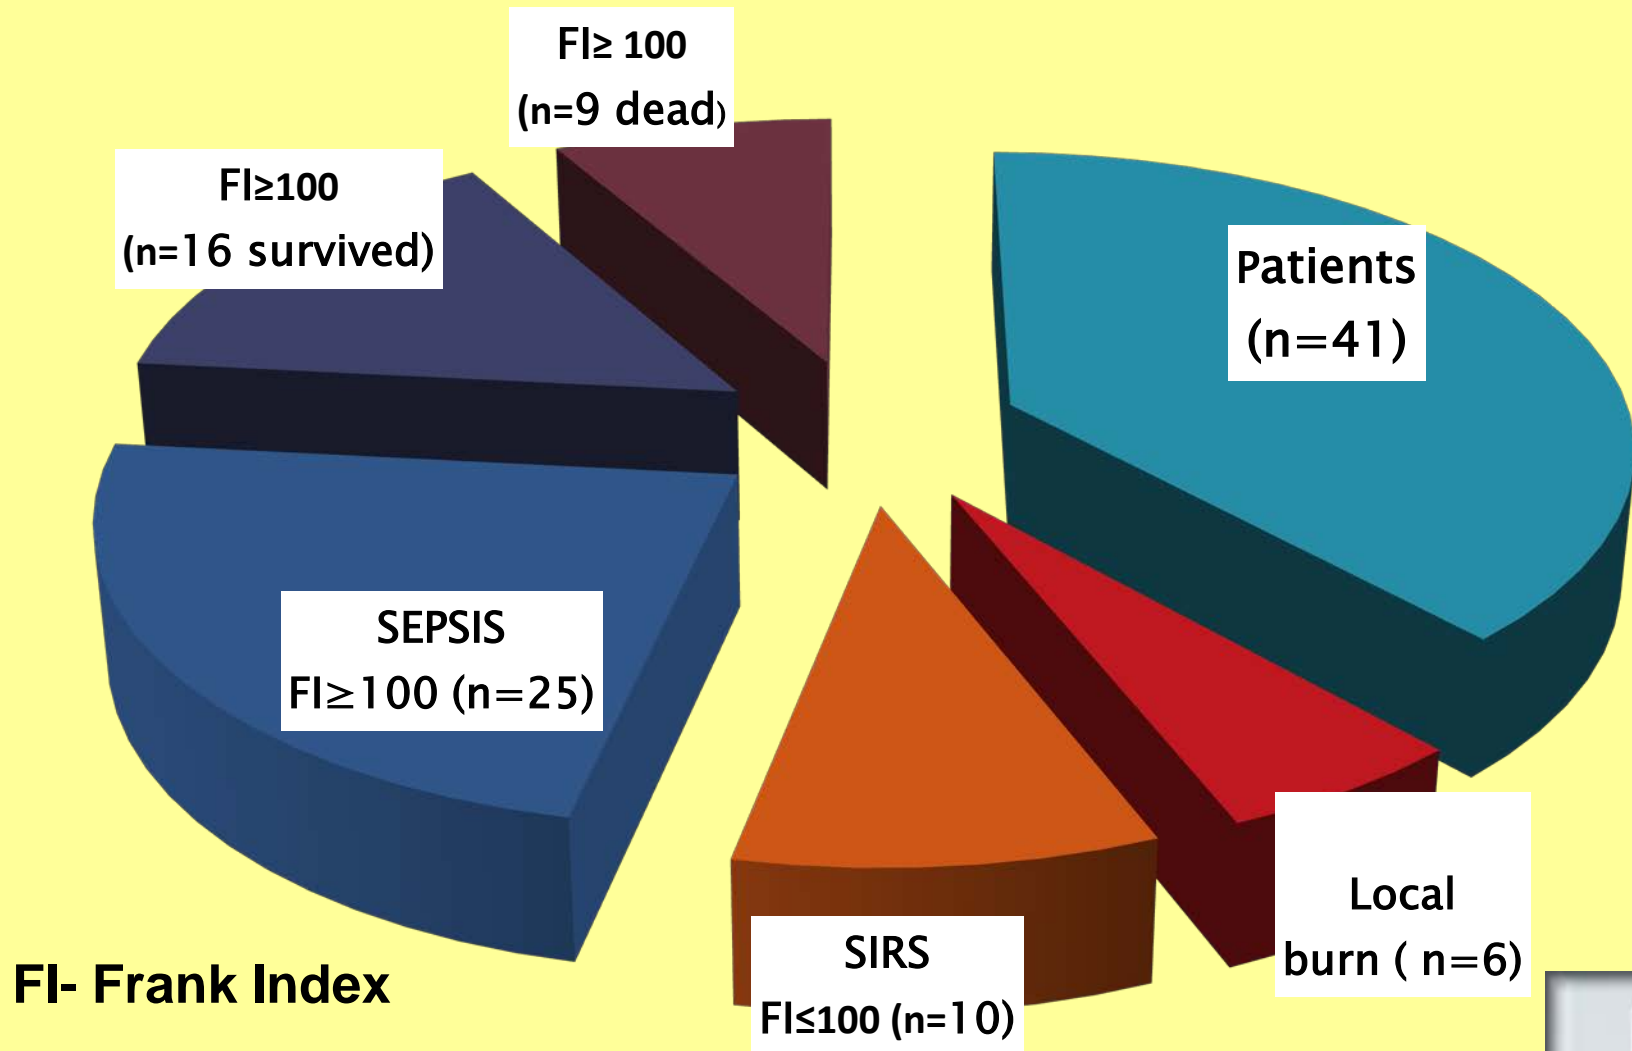 FI≥ 100
(n=9 dead)
FI≥100
(n=16 survived)
Patients
(n=41)
SEPSIS
FI≥100 (n=25)
Local
burn ( n=6)
SIRS
FI≤100 (n=10)
FI- Frank Index